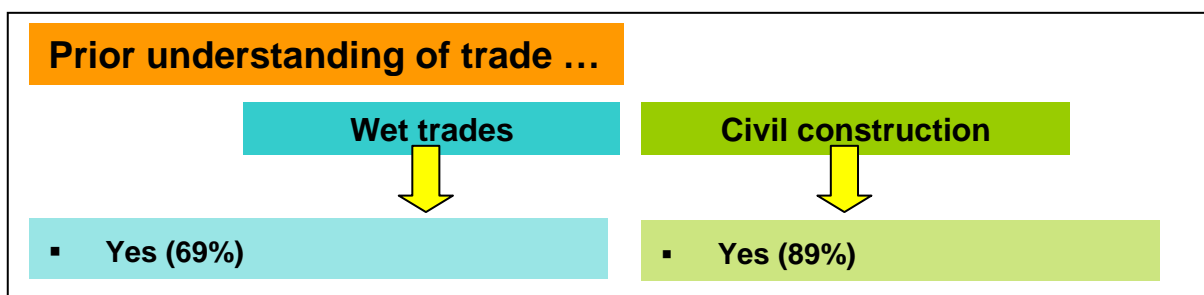 Prior understanding of trade …
Wet trades
Civil construction
▪ Yes (69%)
▪ Yes (89%)